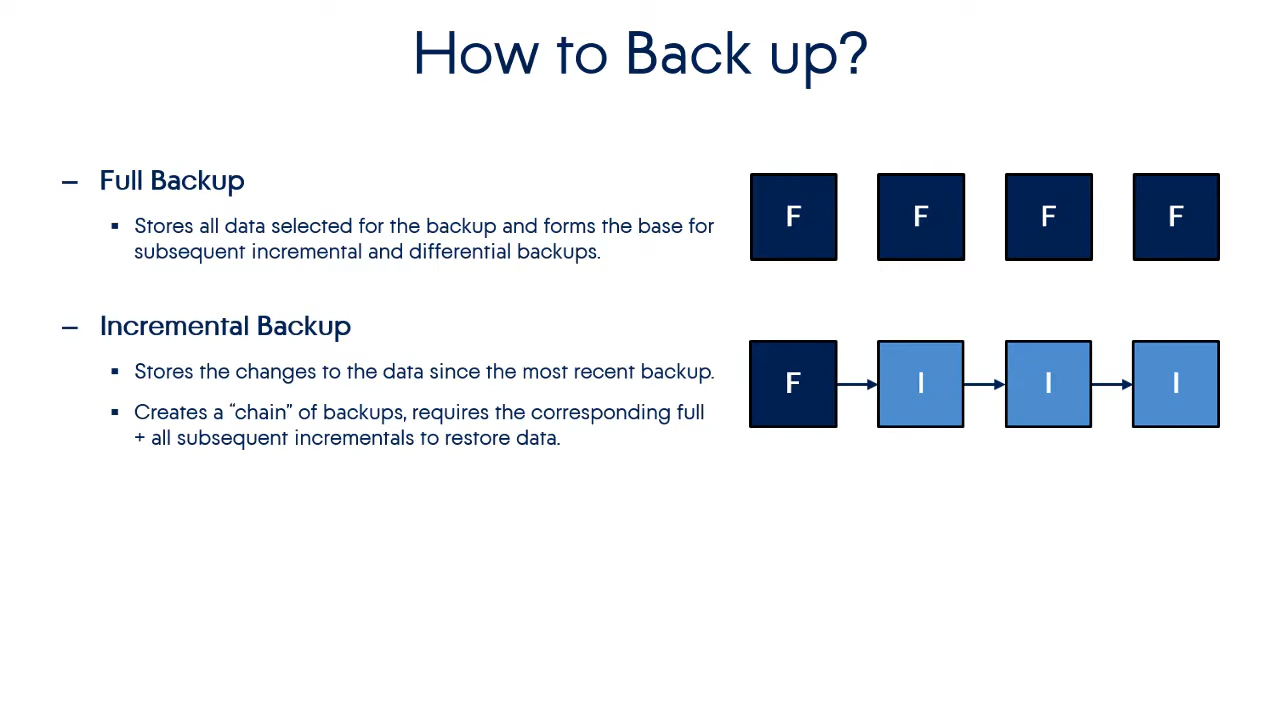 How to Back up?
– Full Backup
▪ Stores all data selected for the backup and forms the base for
subsequent incremental and differential backups.
F F F F
– Incremental Backup
▪ Stores the changes to the data since the most recent backup.
▪ Creates a “chain” of backups, requires the corresponding full
+ all subsequent incrementals to restore data.
F I I I